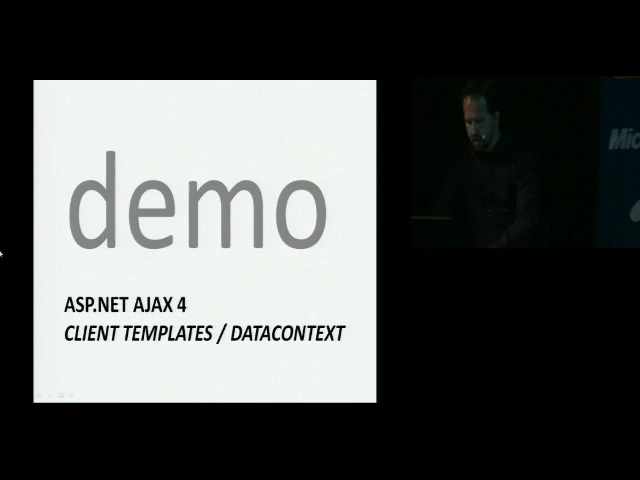 demo
ASP.NET AJAX 4
CLIENT TEMPLATES / DATACONTEXT